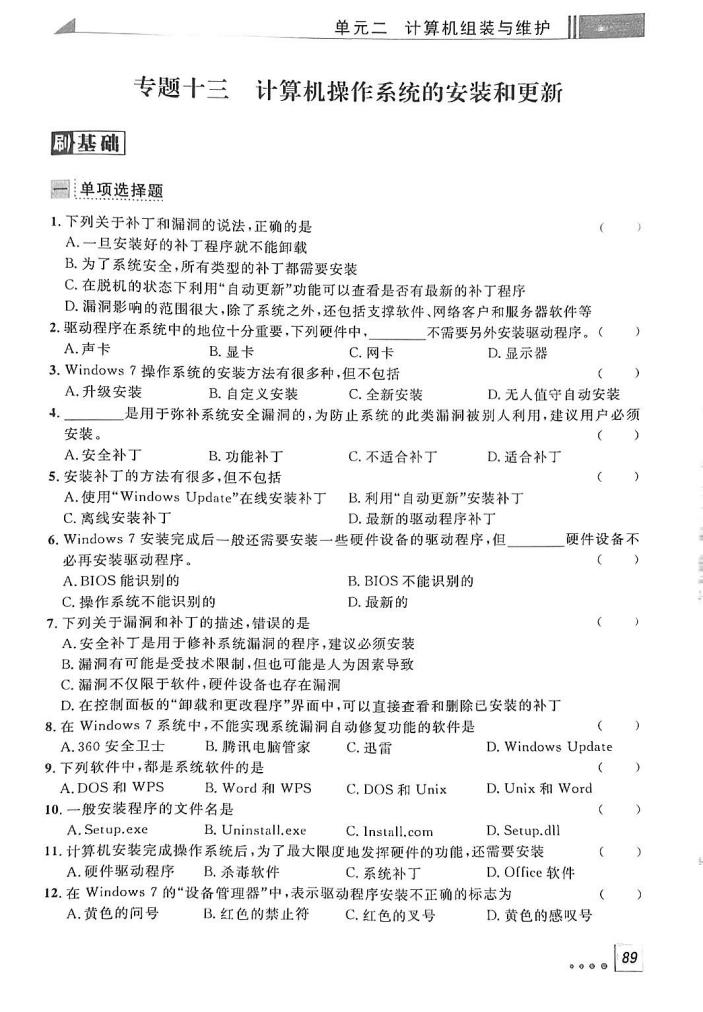 单元二 计算机组装与维护
专题十三 计算机操作系统的安装和更新
刷基础
一 单项选择题
1. 下列关于补丁和漏洞的说法,正确的是 ( )
A. 一旦安装好的补丁程序就不能卸载
B. 为了系统安全,所有类型的补丁都需要安装
C. 在脱机的状态下利用“自动更新”功能可以查看是否有最新的补丁程序
D. 漏洞影响的范围很大,除了系统之外,还包括支撑软件、网络客户和服务器软件等
2. 驱动程序在系统中的地位十分重要,下列硬件中,______不需要另外安装驱动程序。( )
A. 声卡 B. 显卡 C. 网卡 D. 显示器
3. Windows 7 操作系统的安装方法有很多种,但不包括 ( )
A. 升级安装 B. 自定义安装 C. 全新安装 D. 无人值守自动安装
4. ______是用于弥补系统安全漏洞的,为防止系统的此类漏洞被别人利用,建议用户必须
安装。 ( )
A. 安全补丁 B. 功能补丁 C. 不适合补丁 D. 适合补丁
5. 安装补丁的方法有很多,但不包括 ( )
A. 使用“Windows Update”在线安装补丁 B. 利用“自动更新”安装补丁
C. 离线安装补丁 D. 最新的驱动程序补丁
6. Windows 7 安装完成后一般还需要安装一些硬件设备的驱动程序,但______硬件设备不
必再安装驱动程序。 ( )
A. BIOS 能识别的 B. BIOS 不能识别的
C. 操作系统不能识别的 D. 最新的
7. 下列关于漏洞和补丁的描述,错误的是 ( )
A. 安全补丁是用于修补系统漏洞的程序,建议必须安装
B. 漏洞有可能是受技术限制,但也可能是人为因素导致
C. 漏洞不仅限于软件,硬件设备也存在漏洞
D. 在控制面板的“卸载和更改程序”界面中,可以直接查看和删除已安装的补丁
8. 在 Windows 7 系统中,不能实现系统漏洞自动修复功能的软件是 ( )
A. 360 安全卫士 B. 腾讯电脑管家 C. 迅雷 D. Windows Update
9. 下列软件中,都是系统软件的是 ( )
A. DOS 和 WPS B. Word 和 WPS C. DOS 和 Unix D. Unix 和 Word
10. 一般安装程序的文件名是 ( )
A. Setup.exe B. Uninstall.exe C. Install.com D. Setup.dll
11. 计算机安装完成操作系统后,为了最大限度地发挥硬件的功能,还需要安装 ( )
A. 硬件驱动程序 B. 杀毒软件 C. 系统补丁 D. Office 软件
12. 在 Windows 7 的“设备管理器”中,表示驱动程序安装不正确的标志为 ( )
A. 黄色的问号 B. 红色的禁止符 C. 红色的叉号 D. 黄色的感叹号
89